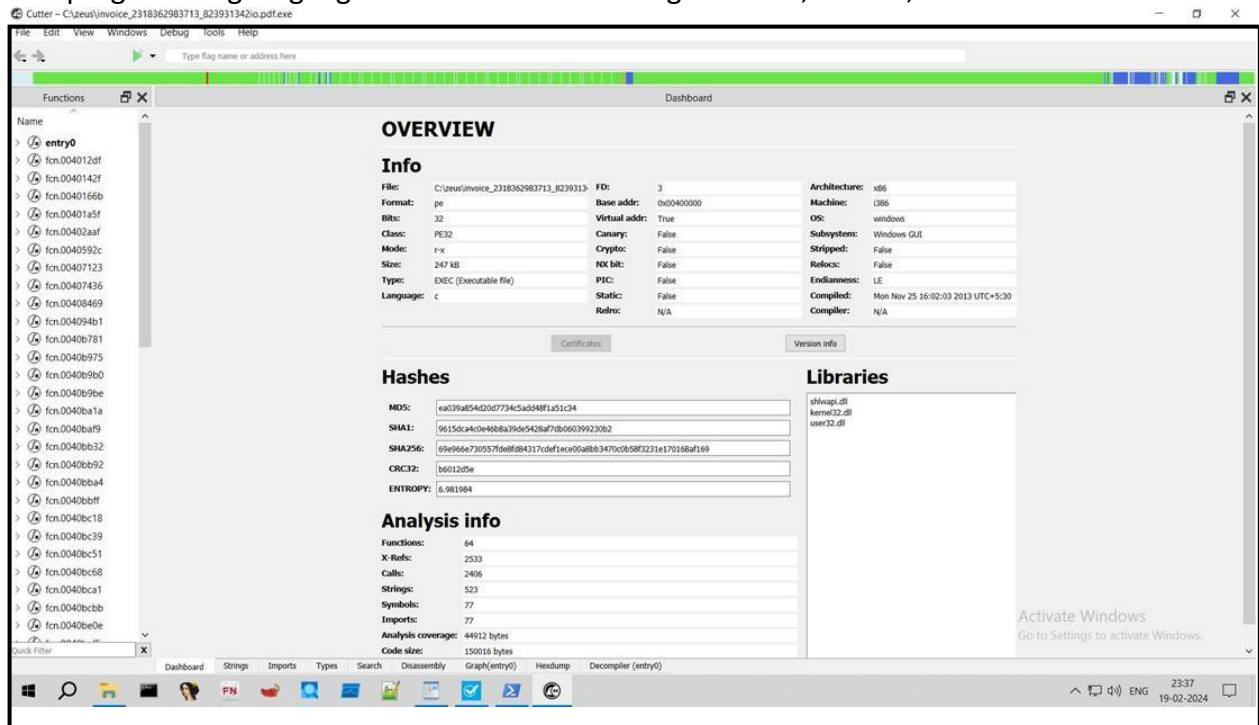 Cutter – C:\zeus\invoice_2318362983713_823931342io.pdf.exe
File Edit View Windows Debug Tools Help
Type flag name or address here
Functions
Dashboard
Name
entry0
fcn.004012df
fcn.0040142f
fcn.0040166b
fcn.00401a5f
fcn.00402aaf
fcn.0040592c
fcn.00407123
fcn.00407436
fcn.00408469
fcn.004094b1
fcn.0040b781
fcn.0040b975
fcn.0040b9b0
fcn.0040b9be
fcn.0040ba1a
fcn.0040baf9
fcn.0040bb32
fcn.0040bb92
fcn.0040bba4
fcn.0040bbff
fcn.0040bc18
fcn.0040bc39
fcn.0040bc51
fcn.0040bc68
fcn.0040bca1
fcn.0040bcbb
fcn.0040be0e
Quick Filter X
OVERVIEW
Info
File: C:\zeus\invoice_2318362983713_8239313 FD: 3 Architecture: x86
Format: pe Base addr: 0x00400000 Machine: i386
Bits: 32 Virtual addr: True OS: windows
Class: PE32 Canary: False Subsystem: Windows GUI
Mode: r-x Crypto: False Stripped: False
Size: 247 kB NX bit: False Relocs: False
Type: EXEC (Executable file) PIC: False Endianness: LE
Language: c Static: False Compiled: Mon Nov 25 16:02:03 2013 UTC+5:30
Relro: N/A Compiler: N/A
Certificates Version info
Hashes
MD5: ea039a854d20d7734c5add48f1a51c34
SHA1: 9615dca4c0e46b8a39de5428af7db060399230b2
SHA256: 69e966e730557fde8fd84317cdef1ece00a8bb3470c0b58f3231e170168af169
CRC32: b6012d5e
ENTROPY: 6.981984
Libraries
shlwapi.dll
kernel32.dll
user32.dll
Analysis info
Functions: 64
X-Refs: 2533
Calls: 2406
Strings: 523
Symbols: 77
Imports: 77
Analysis coverage: 44912 bytes
Code size: 150016 bytes
Activate Windows
Go to Settings to activate Windows.
Dashboard Strings Imports Types Search Disassembly Graph(entry0) Hexdump Decompiler (entry0)
FN
ENG
23:37
19-02-2024